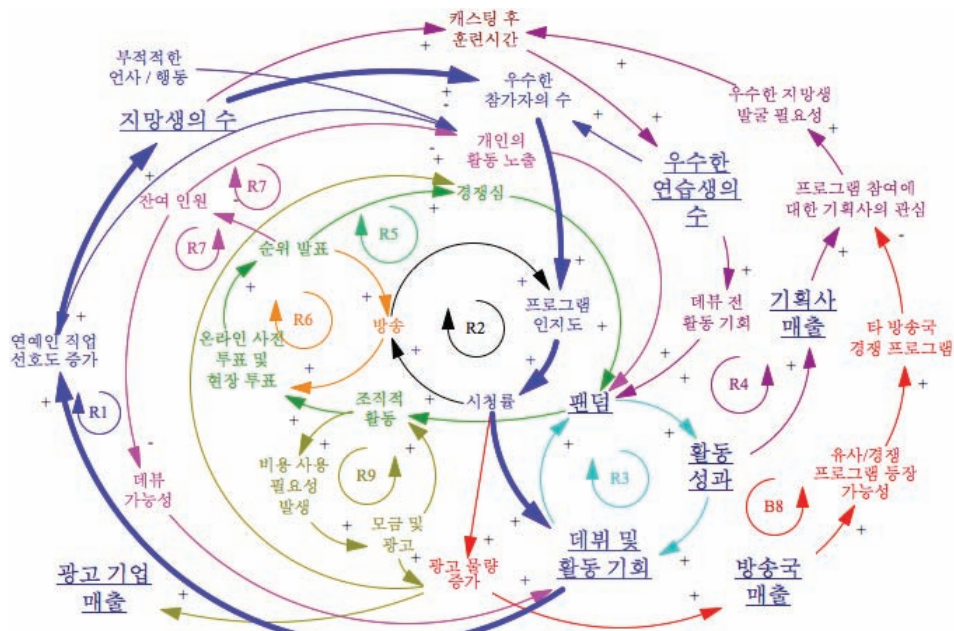 캐스팅 후
훈련시간
부적적한
언사 / 행동
우수한
참가자의 수
지망생의 수
우수한 지망생
발굴 필요성
개인의
활동 노출
우수한
연습생의
수
R7
잔여 인원
경쟁심
프로그램 참여에
대한 기획사의 관심
R7
순위 발표
R5
R6
방송
R2
프로그램
인지도
데뷰 전
활동 기회
기획사
매출
연예인 직업
선호도 증가
온라인 사전
투표 및
현장 투표
타 방송국
경쟁 프로그램
R1
조직적
활동
시청률
팬덤
R4
데뷰
가능성
비용 사용
필요성
발생
R9
R3
활동
성과
유사/경쟁
프로그램 등장
가능성
B8
모금 및
광고
데뷔 및
활동 기회
광고 기업
매출
광고 물량
증가
방송국
매출